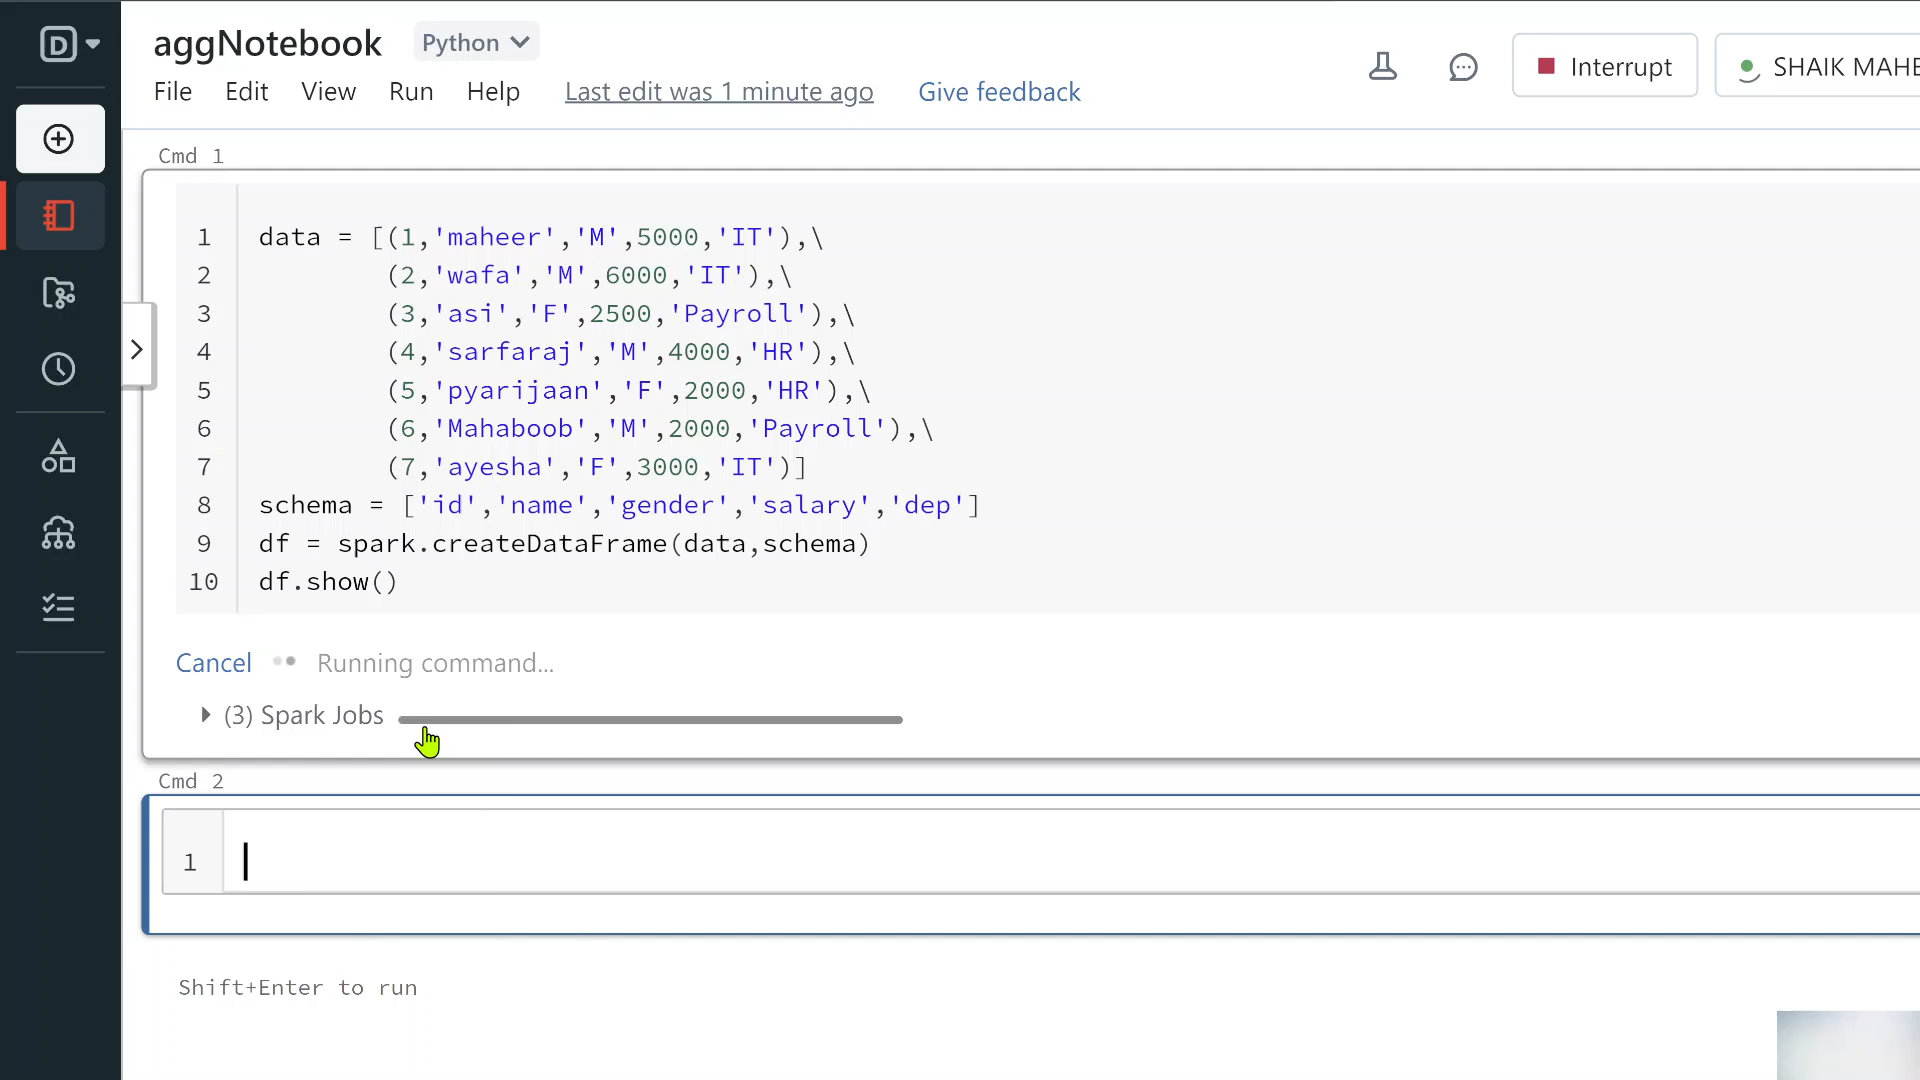 aggNotebook Python
File Edit View Run Help Last edit was 1 minute ago Give feedback
Interrupt
SHAIK
Cmd 1
1 data = [(1,'maheer','M',5000,'IT'),\
2 (2,'wafa','M',6000,'IT'),\
3 (3,'asi','F',2500,'Payroll'),\
4 (4,'sarfaraj','M',4000,'HR'),\
5 (5,'pyarijaan','F',2000,'HR'),\
6 (6,'Mahaboob','M',2000,'Payroll'),\
7 (7,'ayesha','F',3000,'IT')]
8 schema = ['id','name','gender','salary','dep']
9 df = spark.createDataFrame(data,schema)
10 df.show()
Cancel Running command...
(3) Spark Jobs
Cmd 2
1
Shift+Enter to run